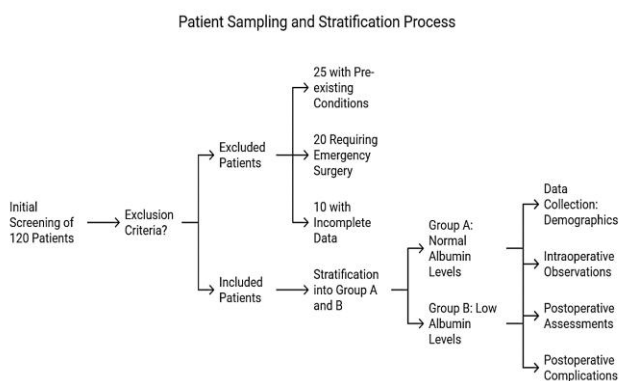 Patient Sampling and Stratification Process
Initial
Screening of
120 Patients
Exclusion
Criteria?
Excluded
Patients
25 with Pre-
existing
Conditions
20 Requiring
Emergency
Surgery
10 with
Incomplete
Data
Included
Patients
Stratification
into Group A
and B
Group A:
Normal
Albumin
Levels
Group B: Low
Albumin
Levels
Data
Collection:
Demographics
Intraoperative
Observations
Postoperative
Assessments
Postoperative
Complications